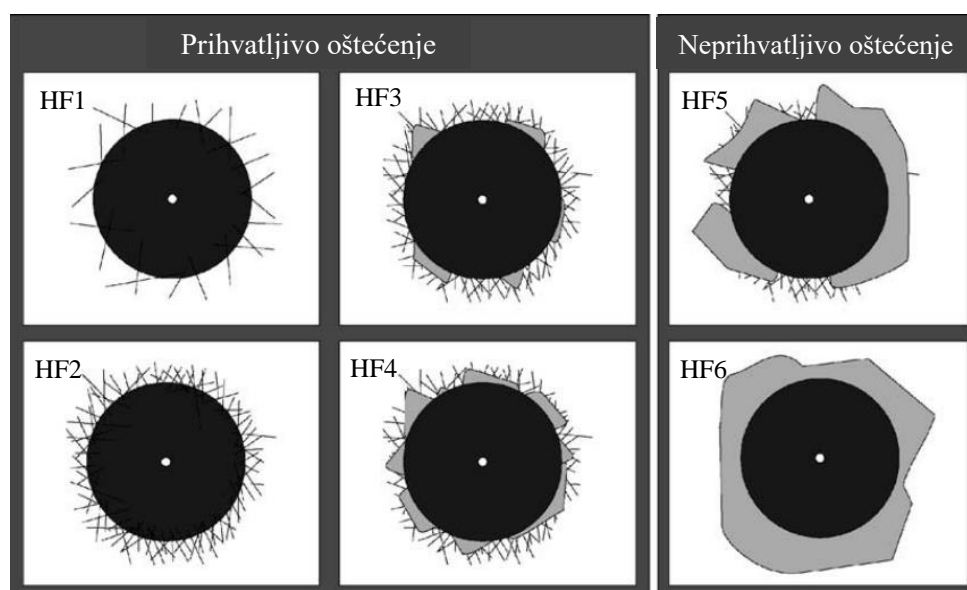 Prihvatljivo oštećenje
Neprihvatljivo oštećenje
HF1
HF3
HF5
HF2
HF4
HF6